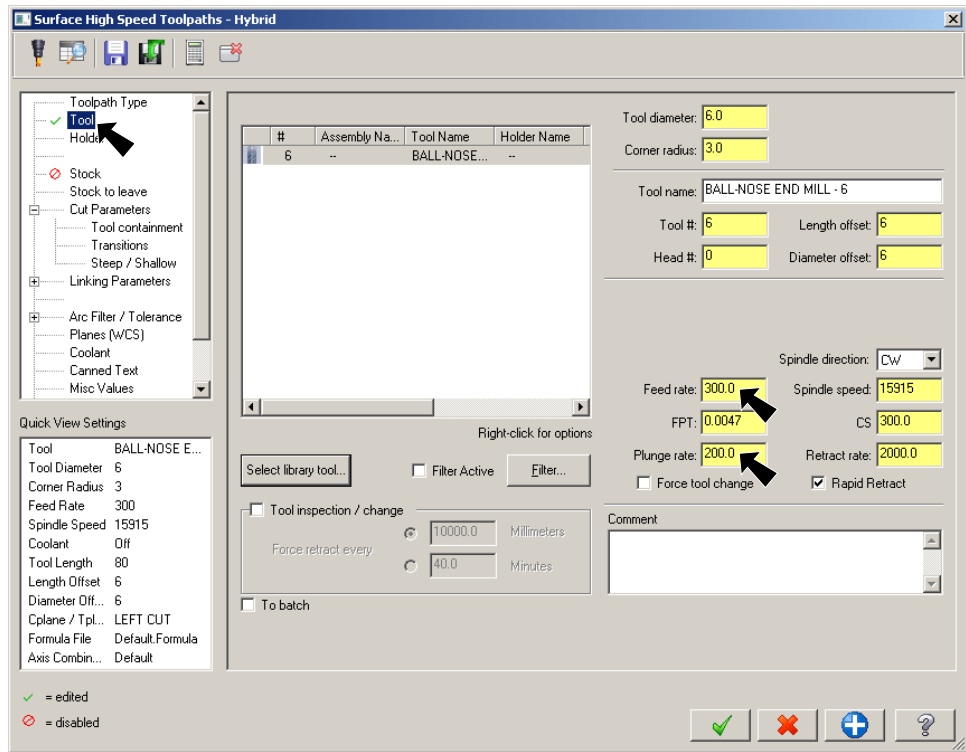 Surface High Speed Toolpaths - Hybrid
Toolpath Type
Tool
Holder
Stock
Stock to leave
Cut Parameters
Tool containment
Transitions
Steep / Shallow
Linking Parameters
Arc Filter / Tolerance
Planes (WCS)
Coolant
Canned Text
Misc Values
Quick View Settings
Tool BALL-NOSE E...
Tool Diameter 6
Corner Radius 3
Feed Rate 300
Spindle Speed 15915
Coolant Off
Tool Length 80
Length Offset 6
Diameter Off... 6
Cplane / Tpl... LEFT CUT
Formula File Default.Formula
Axis Combin... Default
= edited
= disabled
# Assembly Na... Tool Name Holder Name
6 -- BALL-NOSE... --
Right-click for options
Select library tool...
Filter Active
Filter...
Tool inspection / change
Force retract every
10000.0 Millimeters
40.0 Minutes
To batch
Tool diameter: 6.0
Corner radius: 3.0
Tool name: BALL-NOSE END MILL - 6
Tool #: 6 Length offset: 6
Head #: 0 Diameter offset: 6
Spindle direction: CW
Feed rate: 300.0 Spindle speed: 15915
FPT: 0.0047 CS 300.0
Plunge rate: 200.0 Retract rate: 2000.0
Force tool change Rapid Retract
Comment